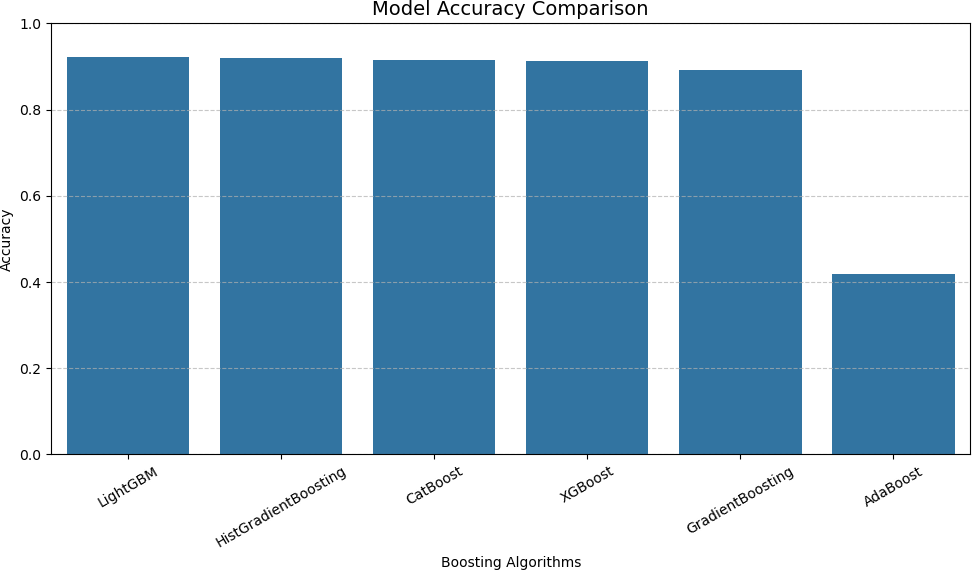 Model Accuracy Comparison
Accuracy
1.0
0.8
0.6
0.4
0.2
0.0
LightGBM
HistGradientBoosting
CatBoost
XGBoost
GradientBoosting
AdaBoost
Boosting Algorithms